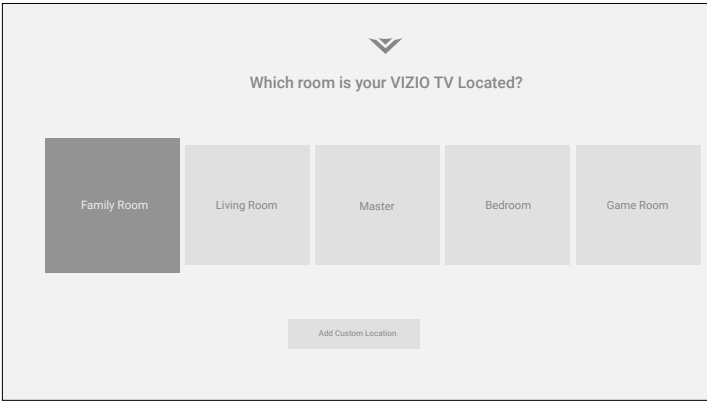 Which room is your VIZIO TV Located?
Family Room
Living Room
Master
Bedroom
Game Room
Add Custom Location